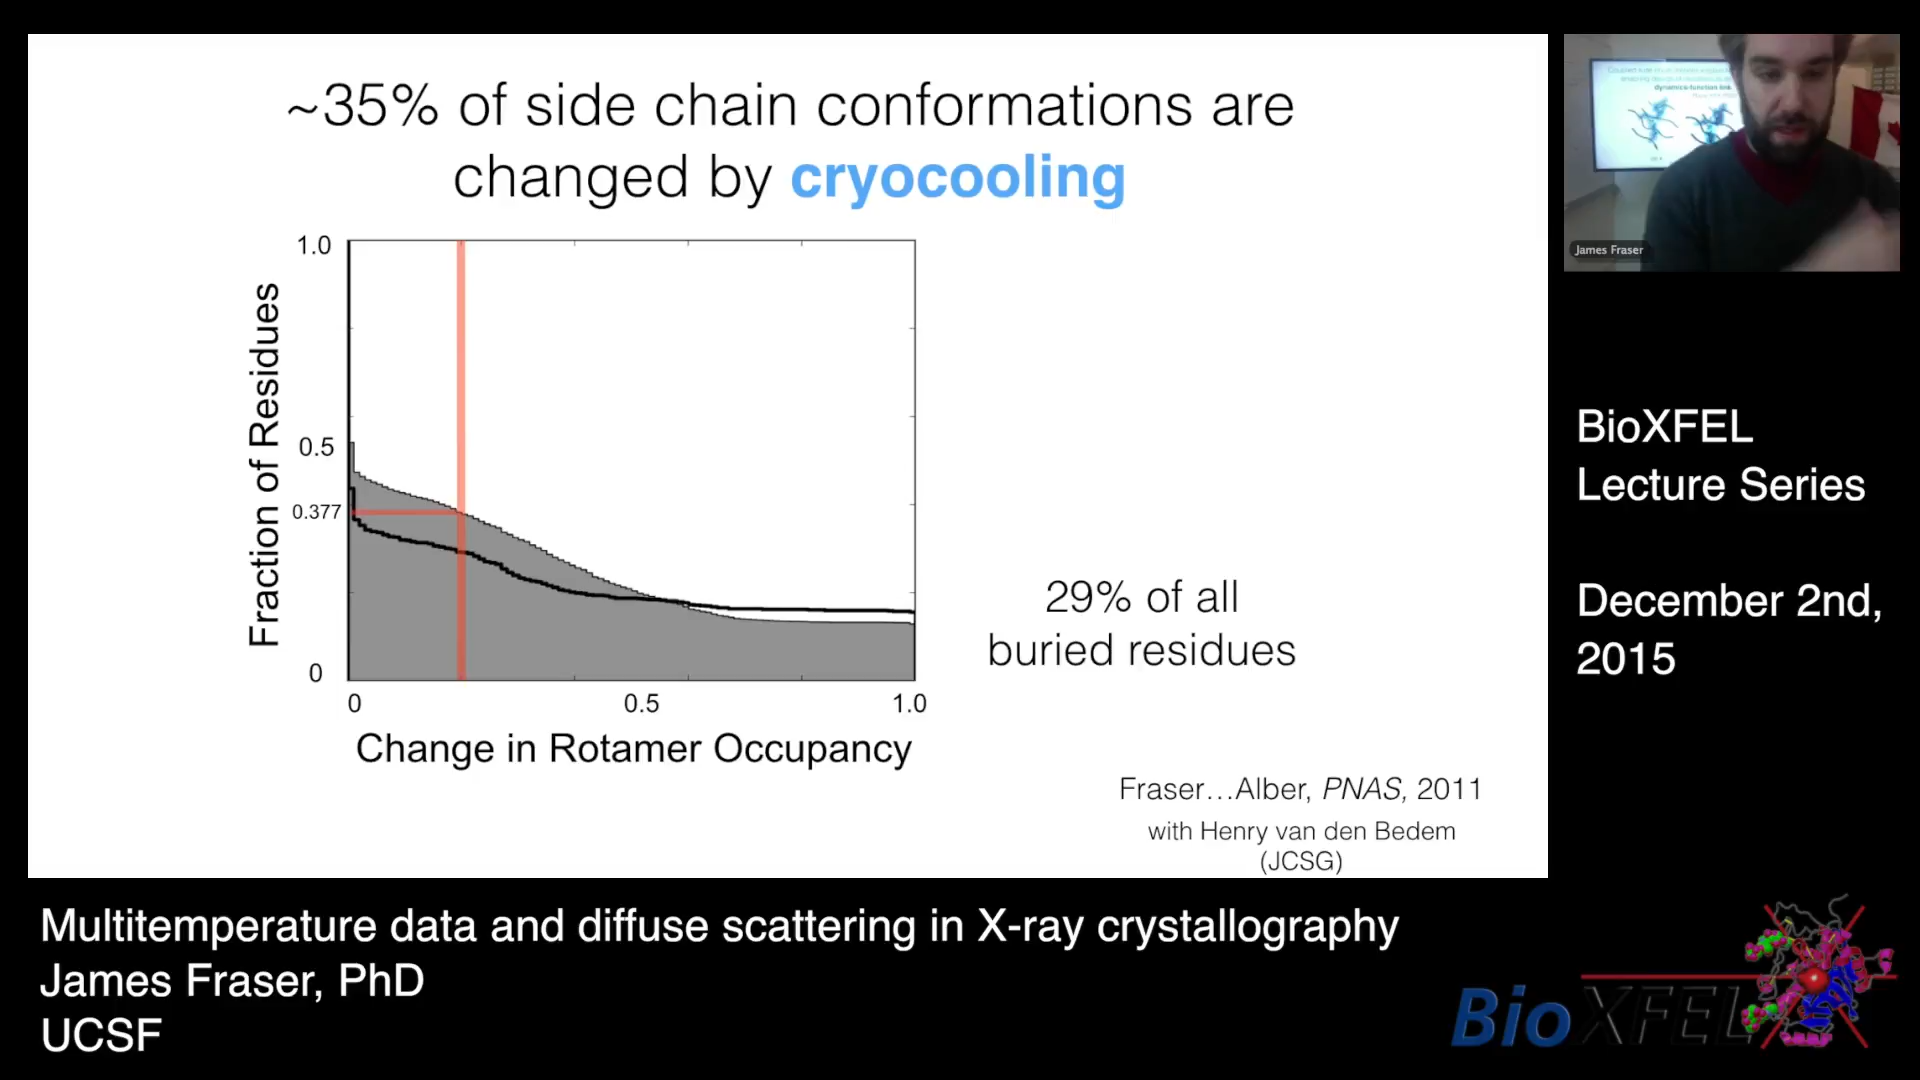 ~35% of side chain conformations are
changed by cryocooling
1.0
0.5
0.377
0
Fraction of Residues
0
0.5
1.0
Change in Rotamer Occupancy
29% of all
buried residues
Fraser…Alber, PNAS, 2011
with Henry van den Bedem
(JCSG)
James Fraser
BioXFEL
Lecture Series
December 2nd,
2015
Multitemperature data and diffuse scattering in X-ray crystallography
James Fraser, PhD
UCSF
BioXFEL